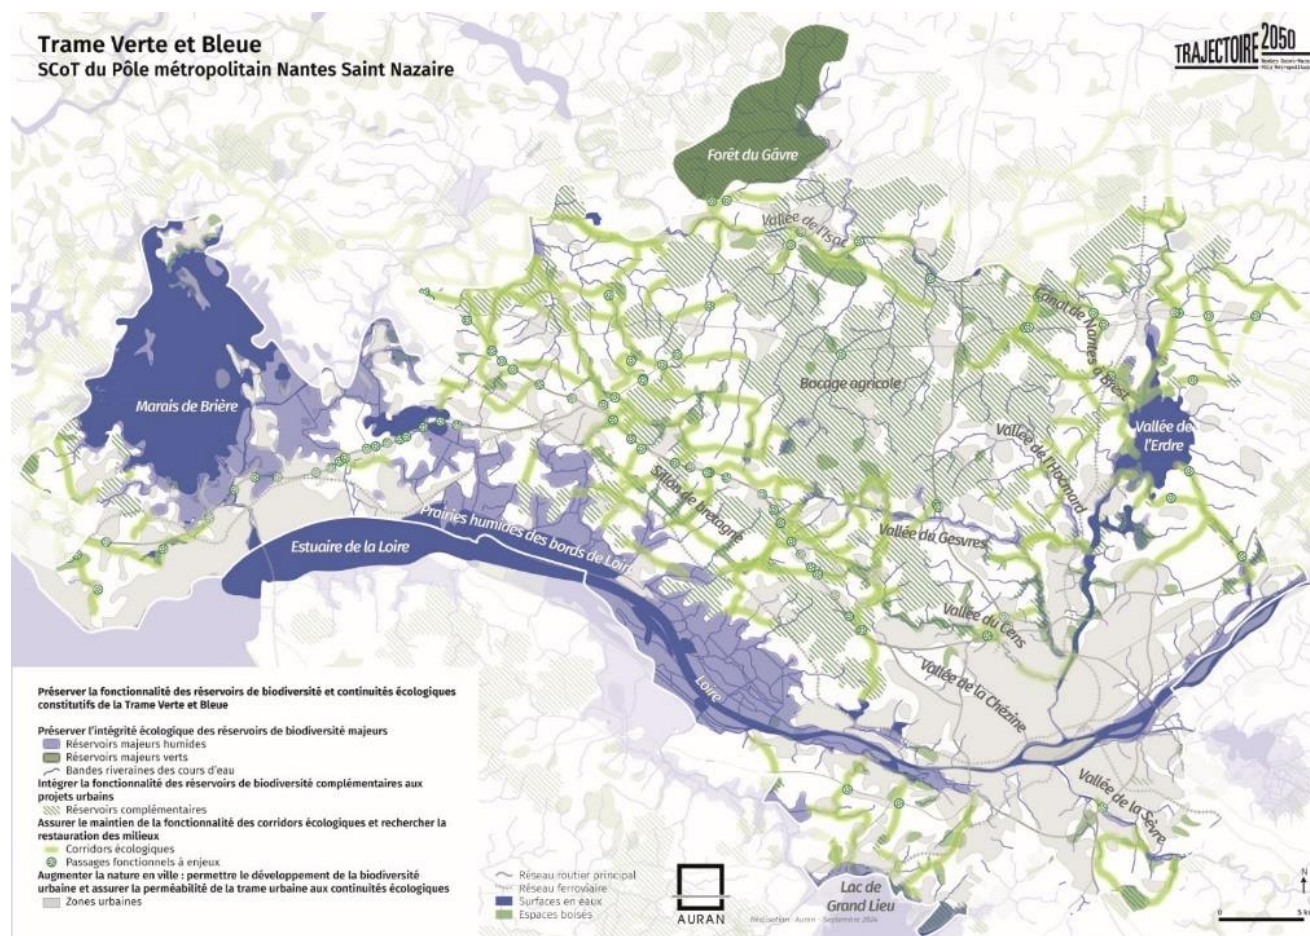 Trame Verte et Bleue
SCoT du Pôle métropolitain Nantes Saint Nazaire
TRAJECTOIRE 2050
Forêt du Gâvre
Vallée de l'Isac
Canal de Nantes à Brest
Marais de Brière
Bocage agricole
Vallée de l'Erdre
Vallée de l'Hocmard
Sillon de Bretagne
Prairies humides des bords de Loire
Estuaire de la Loire
Vallée du Gesvres
Vallée du Cens
Vallée de la Chézine
Loire
Vallée de la Sèvre
Lac de
Grand Lieu
Préserver la fonctionnalité des réservoirs de biodiversité et continuités écologiques
constitutifs de la Trame Verte et Bleue
Préserver l'intégrité écologique des réservoirs de biodiversité majeurs
Réservoirs majeurs humides
Réservoirs majeurs verts
Bandes riveraines des cours d'eau
Intégrer la fonctionnalité des réservoirs de biodiversité complémentaires aux
projets urbains
Réservoirs complémentaires
Assurer le maintien de la fonctionnalité des corridors écologiques et rechercher la
restauration des milieux
Corridors écologiques
Passages fonctionnels à enjeux
Augmenter la nature en ville : permettre le développement de la biodiversité
urbaine et assurer la perméabilité de la trame urbaine aux continuités écologiques
Zones urbaines
Réseau routier principal
Réseau ferroviaire
Surfaces en eaux
Espaces boisés
AURAN
Réalisation : Auran - Septembre 2024
N
0 5 k